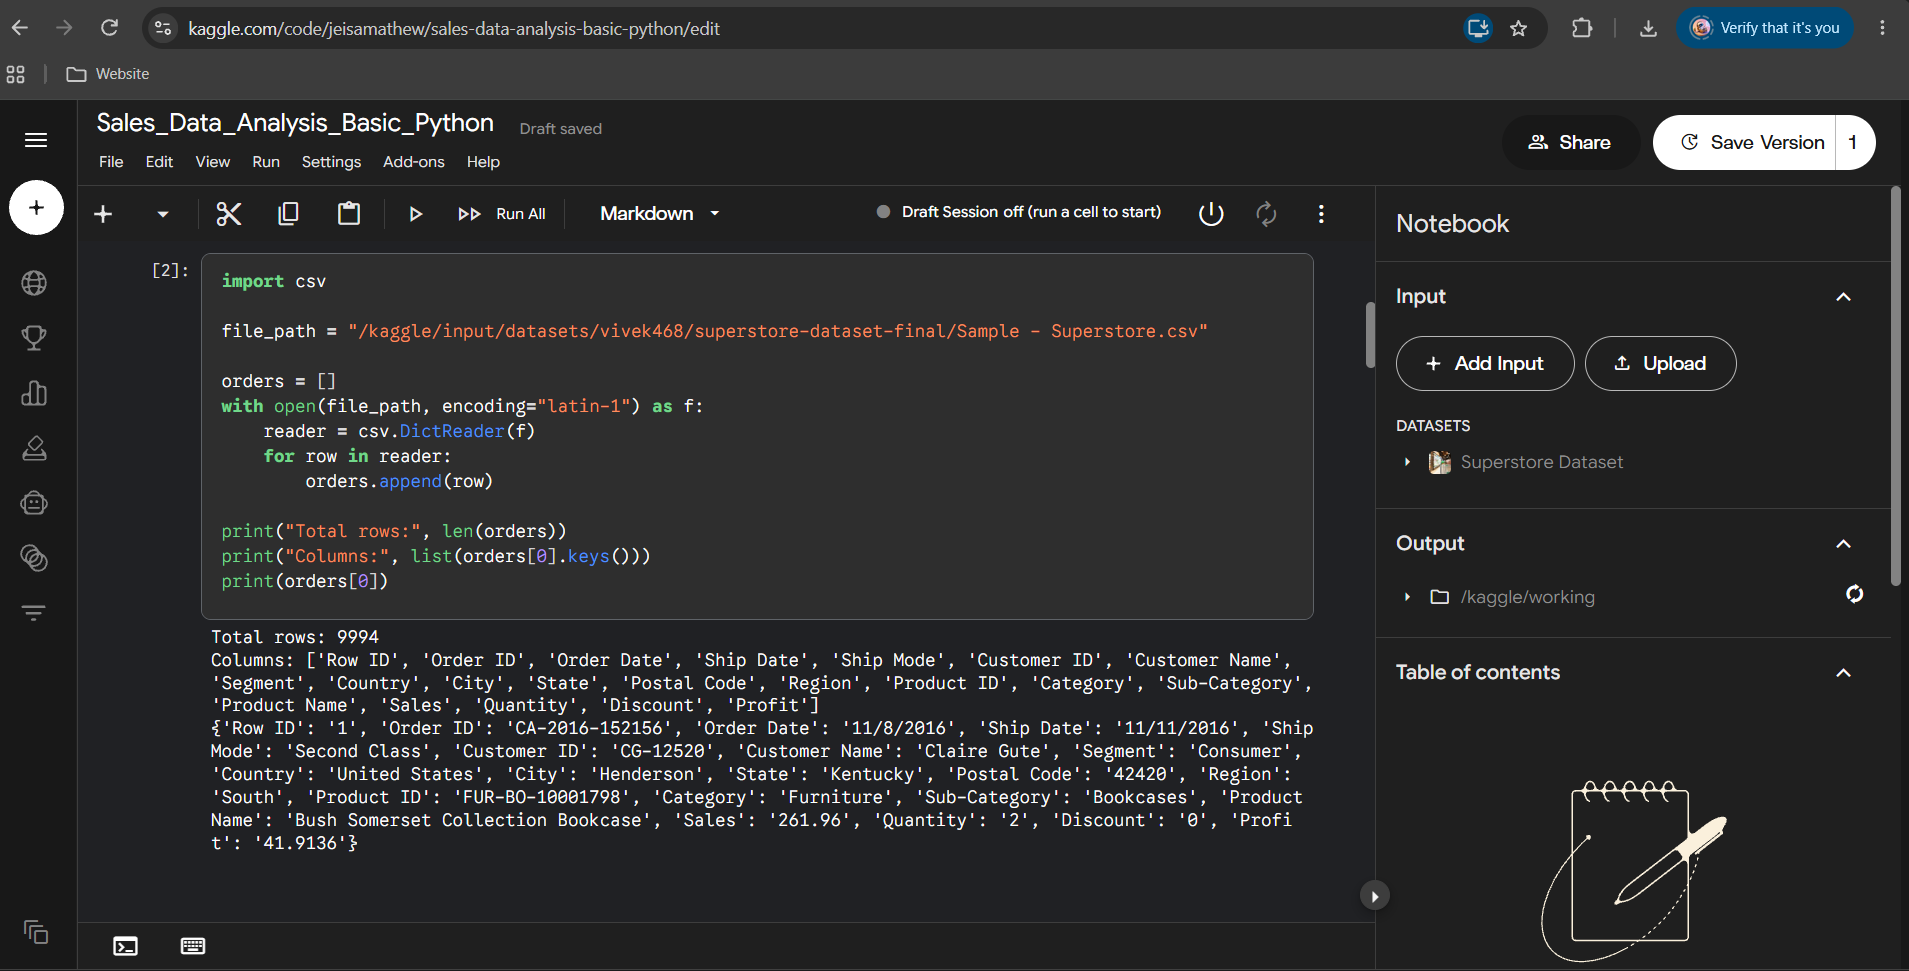 kaggle.com/code/jeisamathew/sales-data-analysis-basic-python/edit
Verify that it's you
Website
Sales_Data_Analysis_Basic_Python
Draft saved
File Edit View Run Settings Add-ons Help
Share
Save Version
1
Run All
Markdown
Draft Session off (run a cell to start)
[2]:
import csv
file_path = "/kaggle/input/datasets/vivek468/superstore-dataset-final/Sample - Superstore.csv"
orders = []
with open(file_path, encoding="latin-1") as f:
    reader = csv.DictReader(f)
    for row in reader:
        orders.append(row)
print("Total rows:", len(orders))
print("Columns:", list(orders[0].keys()))
print(orders[0])
Total rows: 9994
Columns: ['Row ID', 'Order ID', 'Order Date', 'Ship Date', 'Ship Mode', 'Customer ID', 'Customer Name',
'Segment', 'Country', 'City', 'State', 'Postal Code', 'Region', 'Product ID', 'Category', 'Sub-Category',
'Product Name', 'Sales', 'Quantity', 'Discount', 'Profit']
{'Row ID': '1', 'Order ID': 'CA-2016-152156', 'Order Date': '11/8/2016', 'Ship Date': '11/11/2016', 'Ship
Mode': 'Second Class', 'Customer ID': 'CG-12520', 'Customer Name': 'Claire Gute', 'Segment': 'Consumer',
'Country': 'United States', 'City': 'Henderson', 'State': 'Kentucky', 'Postal Code': '42420', 'Region':
'South', 'Product ID': 'FUR-BO-10001798', 'Category': 'Furniture', 'Sub-Category': 'Bookcases', 'Product
Name': 'Bush Somerset Collection Bookcase', 'Sales': '261.96', 'Quantity': '2', 'Discount': '0', 'Profi
t': '41.9136'}
Notebook
Input
Add Input
Upload
DATASETS
Superstore Dataset
Output
/kaggle/working
Table of contents